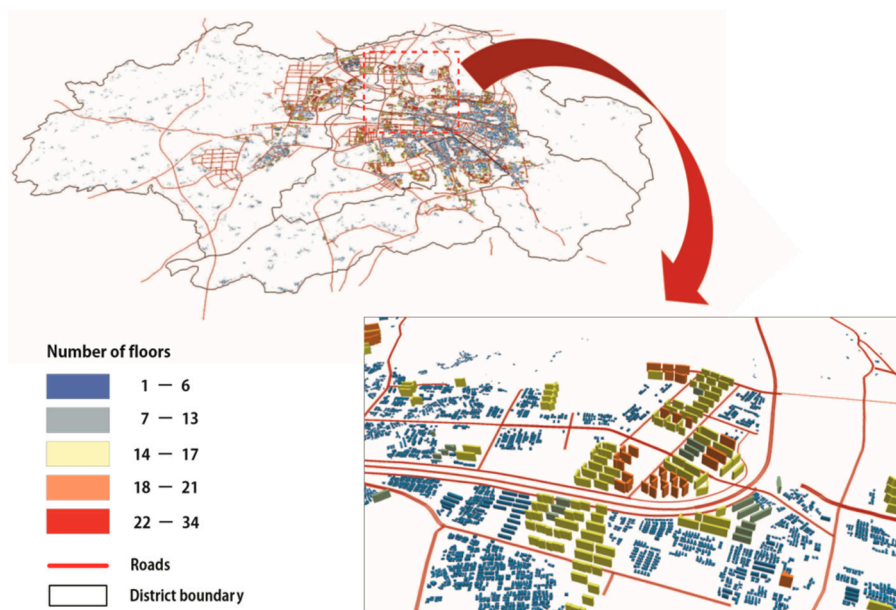 Number of floors
1 — 6
7 — 13
14 — 17
18 — 21
22 — 34
Roads
District boundary